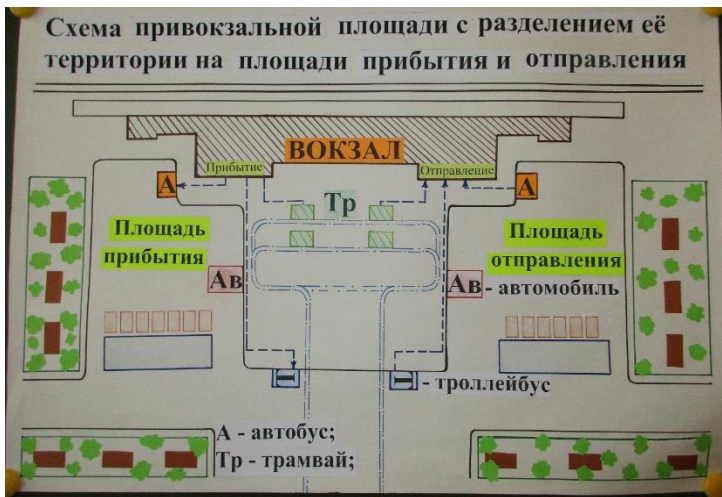 Схема привокзальной площади с разделением её
территории на площади прибытия и отправления
ВОКЗАЛ
Прибытие
Отправление
А
А
Тр
Площадь
прибытия
Площадь
отправления
Ав
Ав - автомобиль
Т
Т - троллейбус
А - автобус;
Тр - трамвай;